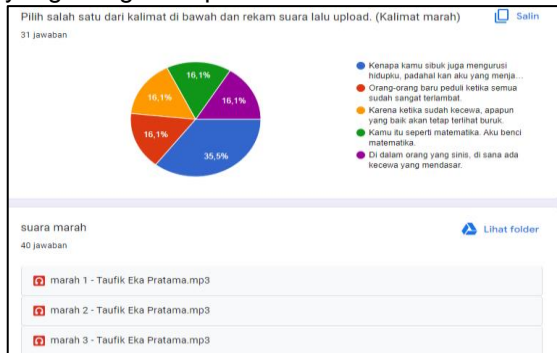 Pilih salah satu dari kalimat di bawah dan rekam suara lalu upload. (Kalimat marah)
Salin
31 jawaban
16,1%
16,1%
16,1%
16,1%
35,5%
Kenapa kamu sibuk juga mengurusi
hidupku, padahal kan aku yang menja...
Orang-orang baru peduli ketika semua
sudah sangat terlambat.
Karena ketika sudah kecewa, apapun
yang baik akan tetap terlihat buruk.
Kamu itu seperti matematika. Aku benci
matematika.
Di dalam orang yang sinis, di sana ada
kecewa yang mendasar.
suara marah
Lihat folder
40 jawaban
marah 1 - Taufik Eka Pratama.mp3
marah 2 - Taufik Eka Pratama.mp3
marah 3 - Taufik Eka Pratama.mp3